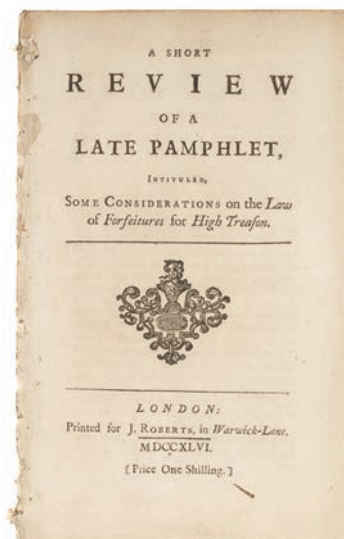 A SHORT
REVIEW
OF A
LATE PAMPHLET,
INTITULED,
SOME CONSIDERATIONS on the Law
of Forfeitures for High Treaſon.
LONDON:
Printed for J. ROBERTS, in Warwick-Lane.
MDCCXLVI.
[Price One Shilling.]